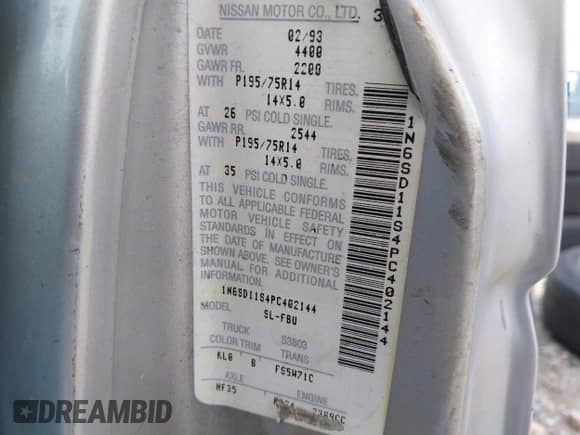 NISSAN MOTOR CO., LTD. 3
DATE 02/93
GVWR 4400
GAWR FR. 2200
WITH P195/75R14 TIRES.
14X5.0 RIMS.
AT 26 PSI COLD SINGLE.
GAWR RR. 2544
WITH P195/75R14 TIRES.
14X5.0 RIMS.
AT 35 PSI COLD SINGLE.
THIS VEHICLE CONFORMS
TO ALL APPLICABLE FEDERAL
MOTOR VEHICLE SAFETY
STANDARDS IN EFFECT ON
THE DATE OF MANUFACTURE
SHOWN ABOVE. SEE OWNER'S
MANUAL FOR ADDITIONAL
INFORMATION.
1N6SD11S4PC402144
MODEL SL-FBU
TRUCK S3803
COLOR TRIM TRANS
KL0 B FS5W71C
AXLE ENGINE
HF35 2389CC
1N6SD11S4PC402144
DREAMBID